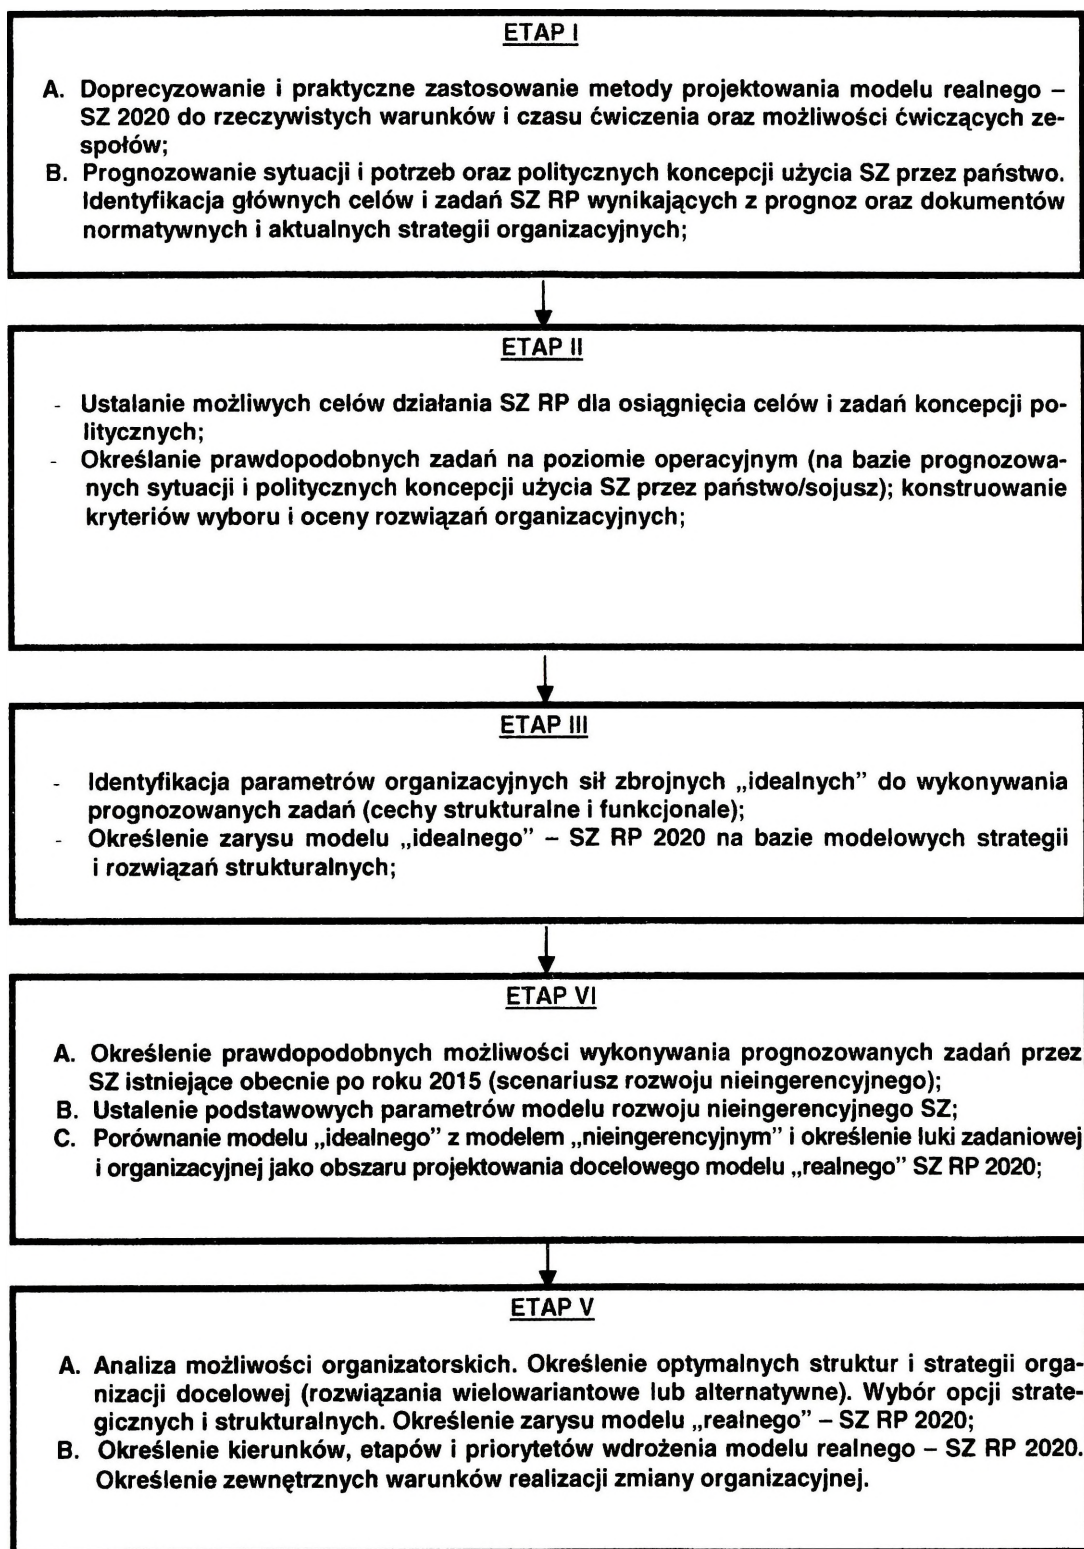 ETAP I
A. Doprecyzowanie i praktyczne zastosowanie metody projektowania modelu realnego –
SZ 2020 do rzeczywistych warunków i czasu ćwiczenia oraz możliwości ćwiczących ze-
społów;
B. Prognozowanie sytuacji i potrzeb oraz politycznych koncepcji użycia SZ przez państwo.
Identyfikacja głównych celów i zadań SZ RP wynikających z prognoz oraz dokumentów
normatywnych i aktualnych strategii organizacyjnych;
ETAP II
- Ustalanie możliwych celów działania SZ RP dla osiągnięcia celów i zadań koncepcji po-
litycznych;
- Określanie prawdopodobnych zadań na poziomie operacyjnym (na bazie prognozowa-
nych sytuacji i politycznych koncepcji użycia SZ przez państwo/sojusz); konstruowanie
kryteriów wyboru i oceny rozwiązań organizacyjnych;
ETAP III
- Identyfikacja parametrów organizacyjnych sił zbrojnych „idealnych” do wykonywania
prognozowanych zadań (cechy strukturalne i funkcjonale);
- Określenie zarysu modelu „idealnego” – SZ RP 2020 na bazie modelowych strategii
i rozwiązań strukturalnych;
ETAP VI
A. Określenie prawdopodobnych możliwości wykonywania prognozowanych zadań przez
SZ istniejące obecnie po roku 2015 (scenariusz rozwoju nieingerencyjnego);
B. Ustalenie podstawowych parametrów modelu rozwoju nieingerencyjnego SZ;
C. Porównanie modelu „idealnego” z modelem „nieingerencyjnym” i określenie luki zadaniowej
i organizacyjnej jako obszaru projektowania docelowego modelu „realnego” SZ RP 2020;
ETAP V
A. Analiza możliwości organizatorskich. Określenie optymalnych struktur i strategii orga-
nizacji docelowej (rozwiązania wielowariantowe lub alternatywne). Wybór opcji strate-
gicznych i strukturalnych. Określenie zarysu modelu „realnego” – SZ RP 2020;
B. Określenie kierunków, etapów i priorytetów wdrożenia modelu realnego – SZ RP 2020.
Określenie zewnętrznych warunków realizacji zmiany organizacyjnej.